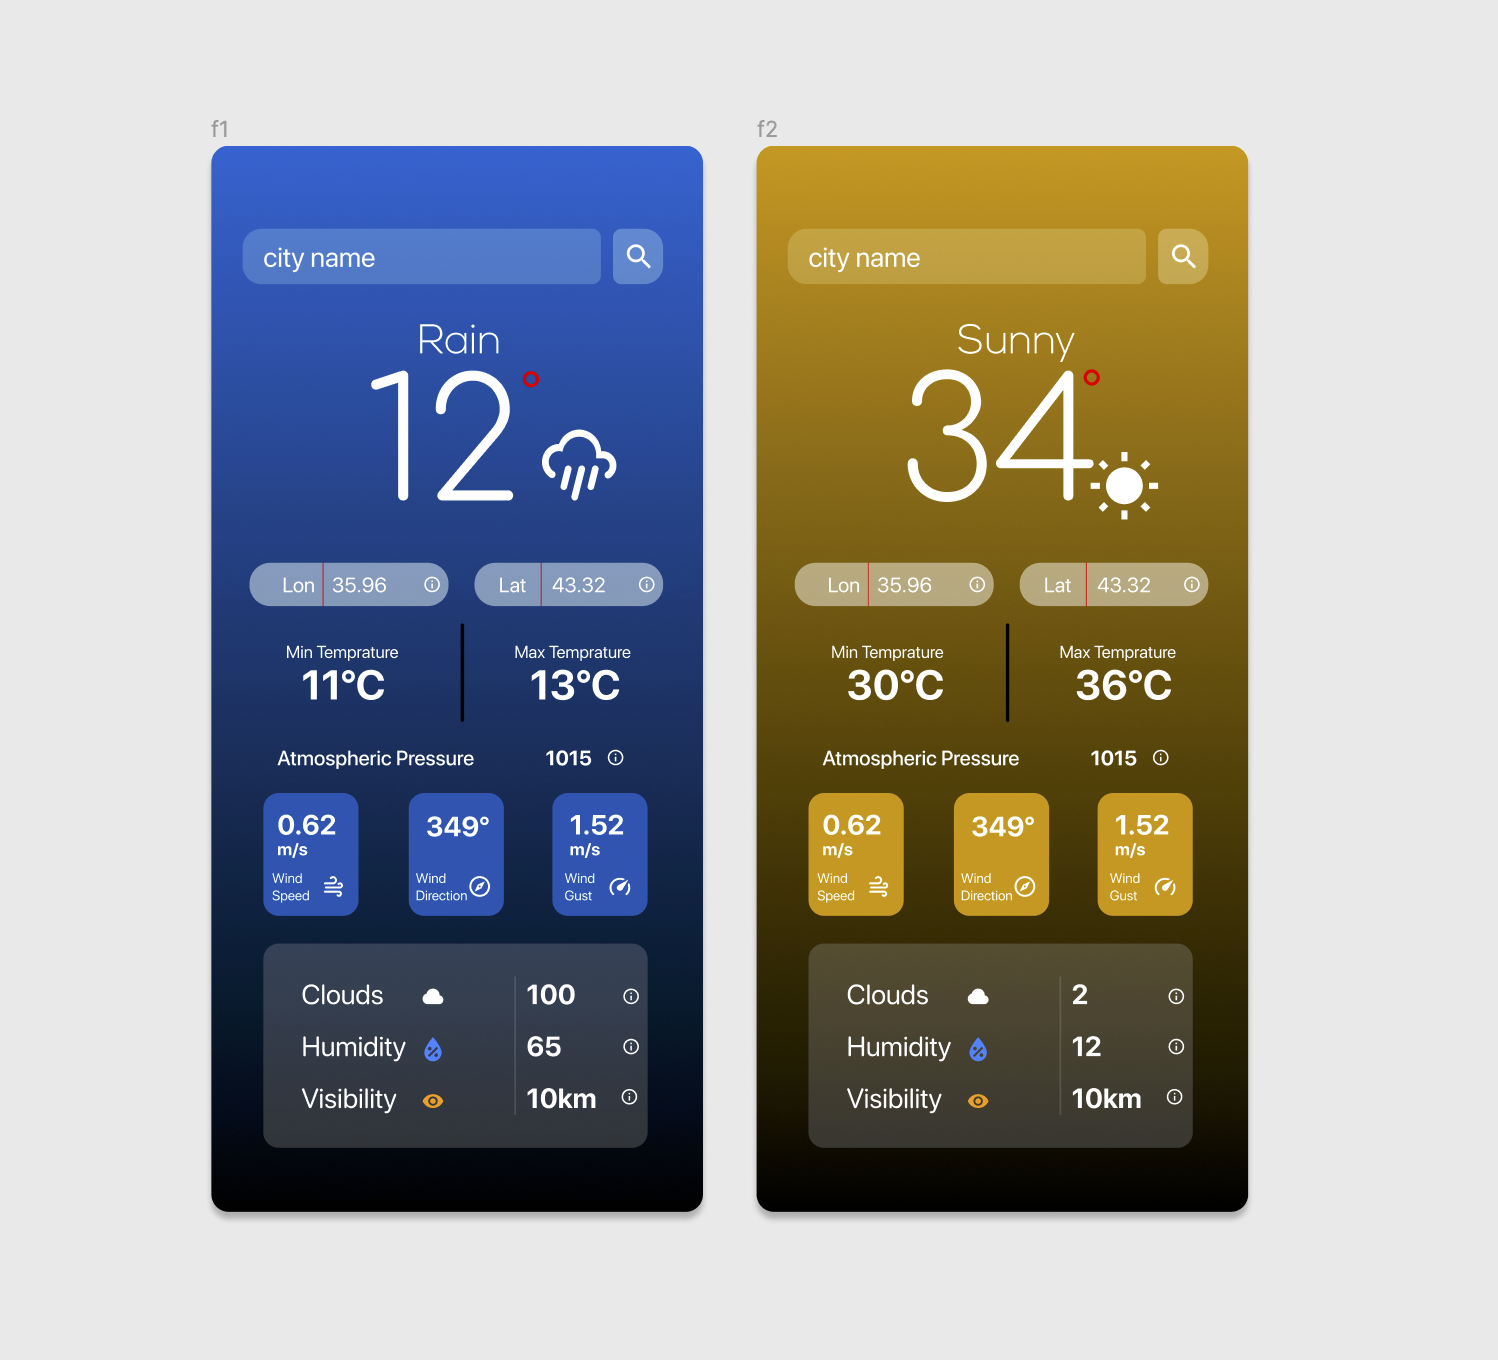 f1
city name
Rain
12°
Lon 35.96
Lat 43.32
Min Temprature
11°C
Max Temprature
13°C
Atmospheric Pressure 1015
0.62
m/s
Wind
Speed
349°
Wind
Direction
1.52
m/s
Wind
Gust
Clouds 100
Humidity 65
Visibility 10km
f2
city name
Sunny
34°
Lon 35.96
Lat 43.32
Min Temprature
30°C
Max Temprature
36°C
Atmospheric Pressure 1015
0.62
m/s
Wind
Speed
349°
Wind
Direction
1.52
m/s
Wind
Gust
Clouds 2
Humidity 12
Visibility 10km